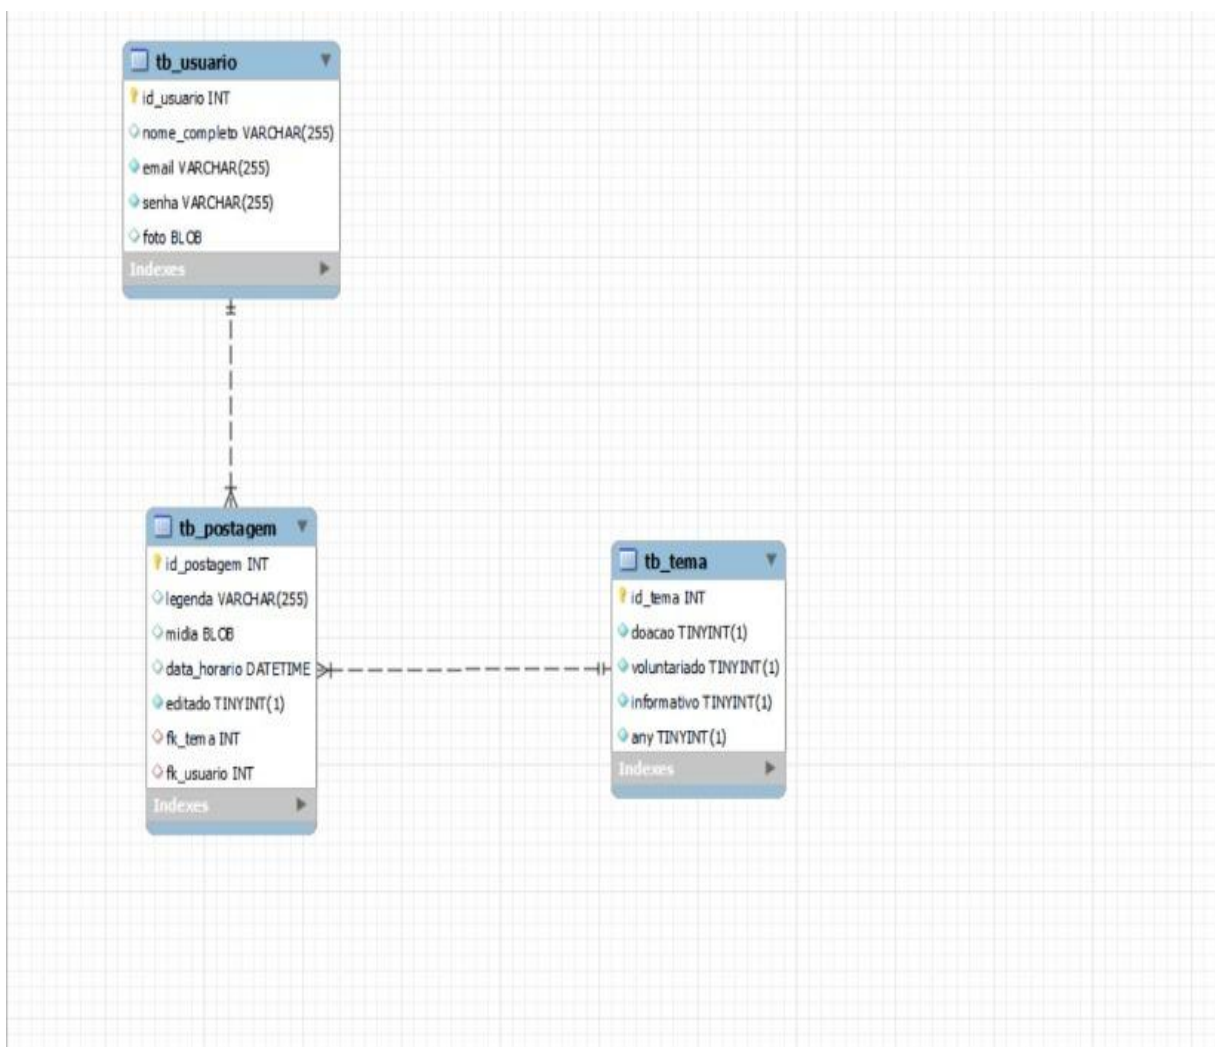 tb_usuario
id_usuario INT
nome_completo VARCHAR(255)
email VARCHAR(255)
senha VARCHAR(255)
foto BLOB
Indexes
tb_postagem
id_postagem INT
legenda VARCHAR(255)
midia BLOB
data_horario DATETIME
editado TINYINT(1)
fk_tema INT
fk_usuario INT
Indexes
tb_tema
id_tema INT
doacao TINYINT(1)
voluntariado TINYINT(1)
informativo TINYINT(1)
any TINYINT(1)
Indexes